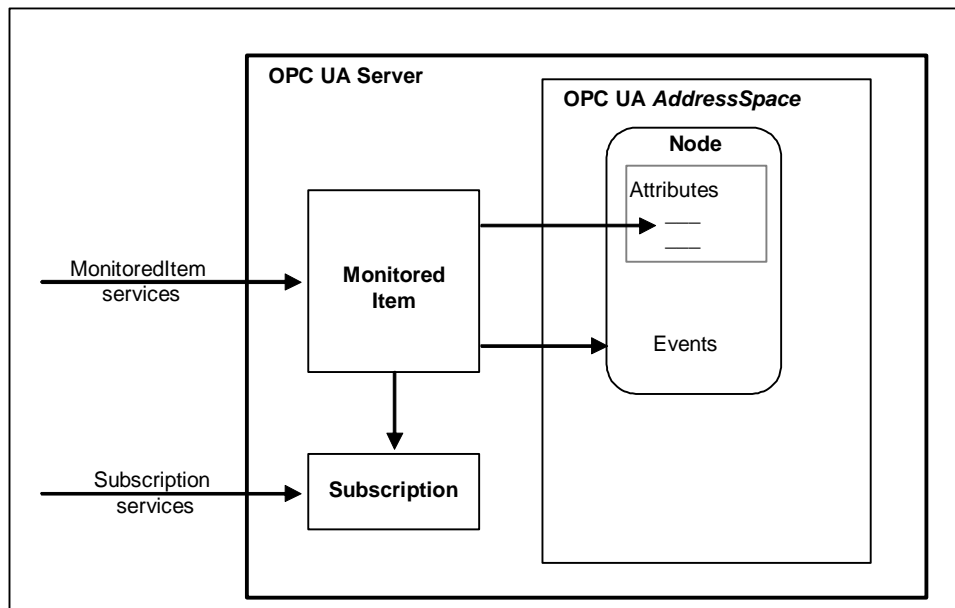 OPC UA Server
OPC UA AddressSpace
Node
Attributes
MonitoredItem
services
Monitored
Item
Events
Subscription
services
Subscription